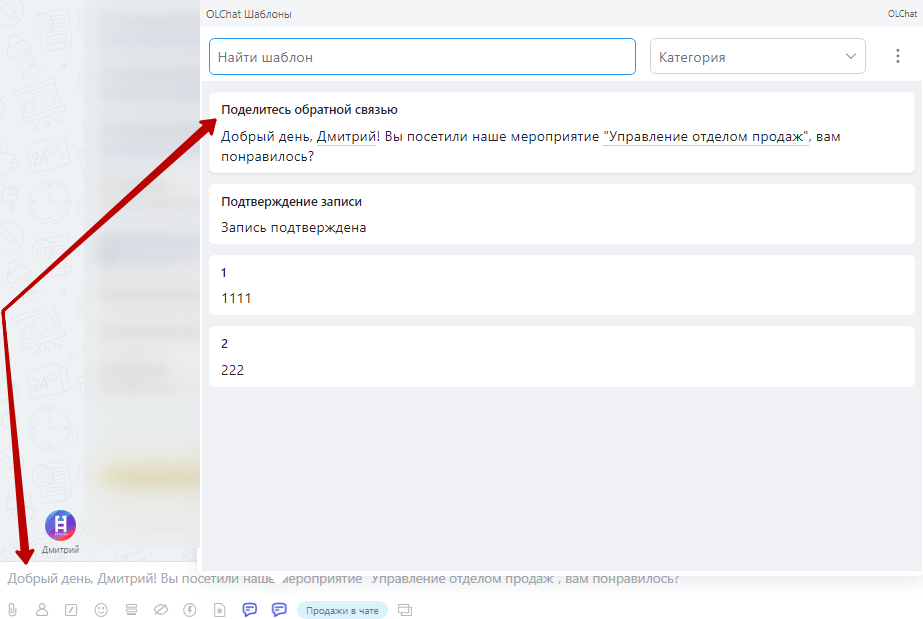 OLChat Шаблоны
OLChat
Найти шаблон
Категория
Поделитесь обратной связью
Добрый день, Дмитрий! Вы посетили наше мероприятие "Управление отделом продаж", вам
понравилось?
Подтверждение записи
Запись подтверждена
1
1111
2
222
24
24
Дмитрий
Добрый день, Дмитрий! Вы посетили наше мероприятие "Управление отделом продаж", вам понравилось?
Продажи в чате